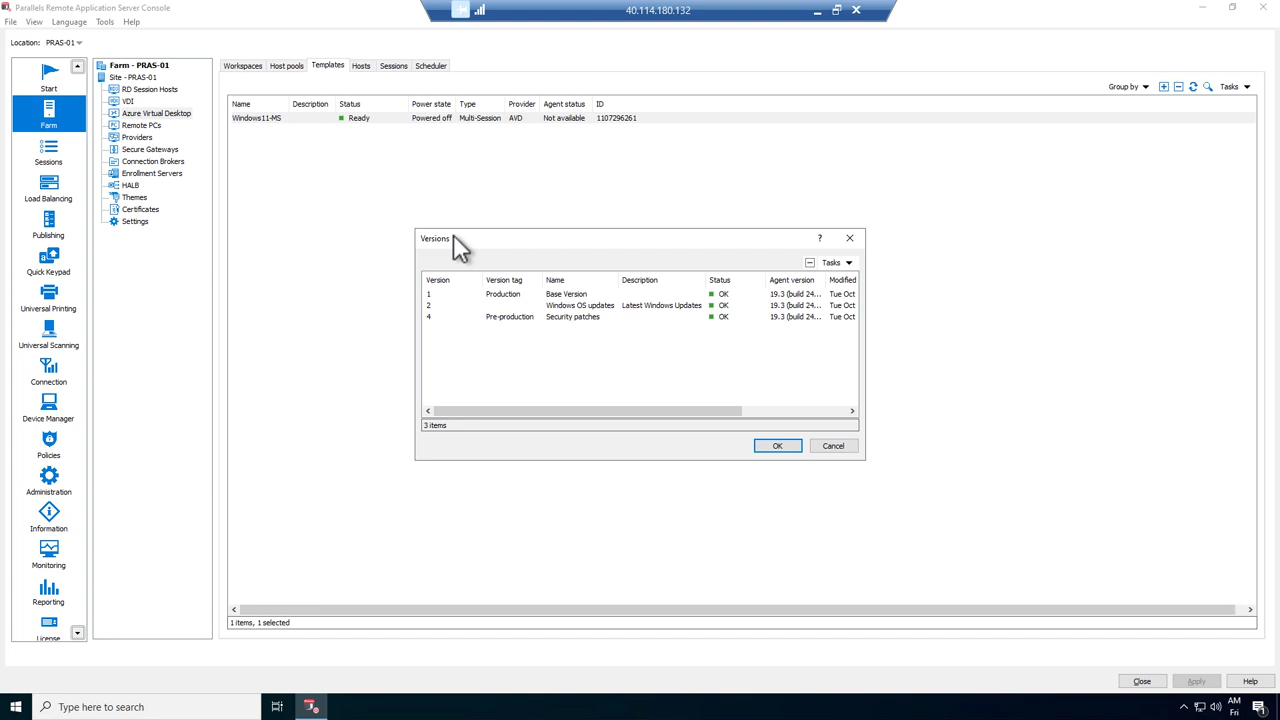 Parallels Remote Application Server Console
40.114.180.132
File View Language Tools Help
Location: PRAS-01
Start
Farm
Sessions
Load Balancing
Publishing
Quick Keypad
Universal Printing
Universal Scanning
Connection
Device Manager
Policies
Administration
Information
Monitoring
Reporting
License
Farm - PRAS-01
Site - PRAS-01
RD Session Hosts
VDI
Azure Virtual Desktop
Remote PCs
Providers
Secure Gateways
Connection Brokers
Enrollment Servers
HALB
Themes
Certificates
Settings
Workspaces Host pools Templates Hosts Sessions Scheduler
Group by Tasks
Name Description Status Power state Type Provider Agent status ID
Windows11-MS Ready Powered off Multi-Session AVD Not available 1107296261
Versions ?
Tasks
Version Version tag Name Description Status Agent version Modified
1 Production Base Version OK 19.3 (build 24... Tue Oct
2 Windows OS updates Latest Windows Updates OK 19.3 (build 24... Tue Oct
4 Pre-production Security patches OK 19.3 (build 24... Tue Oct
3 items
OK Cancel
1 items, 1 selected
Close Apply Help
Type here to search
AM
Fri
1